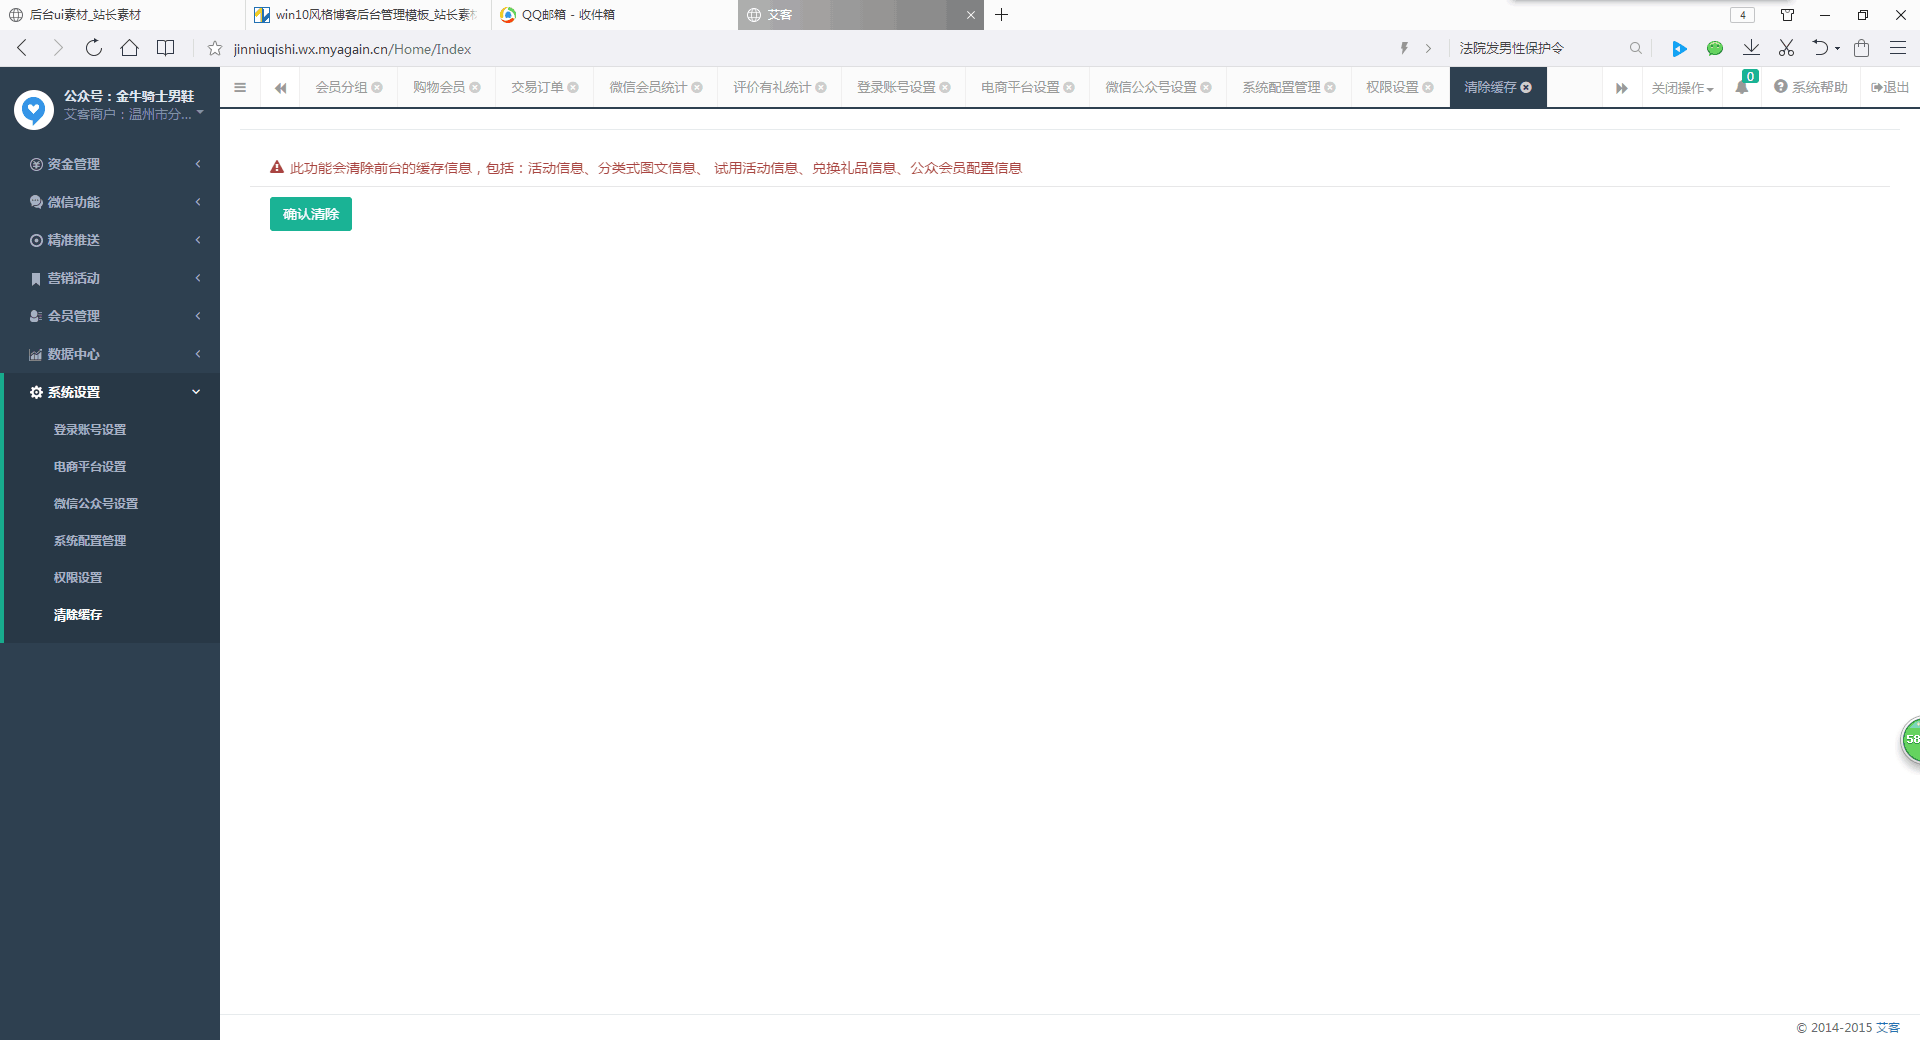 后台ui素材_站长素材
win10风格博客后台管理模板_站长素材
QQ邮箱 - 收件箱
艾客
4
jinniuqishi.wx.myagain.cn/Home/Index
法院发男性保护令
公众号：金牛骑士男鞋
艾客商户：温州市分...
会员分组
购物会员
交易订单
微信会员统计
评价有礼统计
登录账号设置
电商平台设置
微信公众号设置
系统配置管理
权限设置
清除缓存
关闭操作
0
系统帮助
退出
资金管理
微信功能
精准推送
营销活动
会员管理
数据中心
系统设置
登录账号设置
电商平台设置
微信公众号设置
系统配置管理
权限设置
清除缓存
此功能会清除前台的缓存信息，包括：活动信息、分类式图文信息、 试用活动信息、兑换礼品信息、公众会员配置信息
确认清除
58
© 2014-2015 艾客